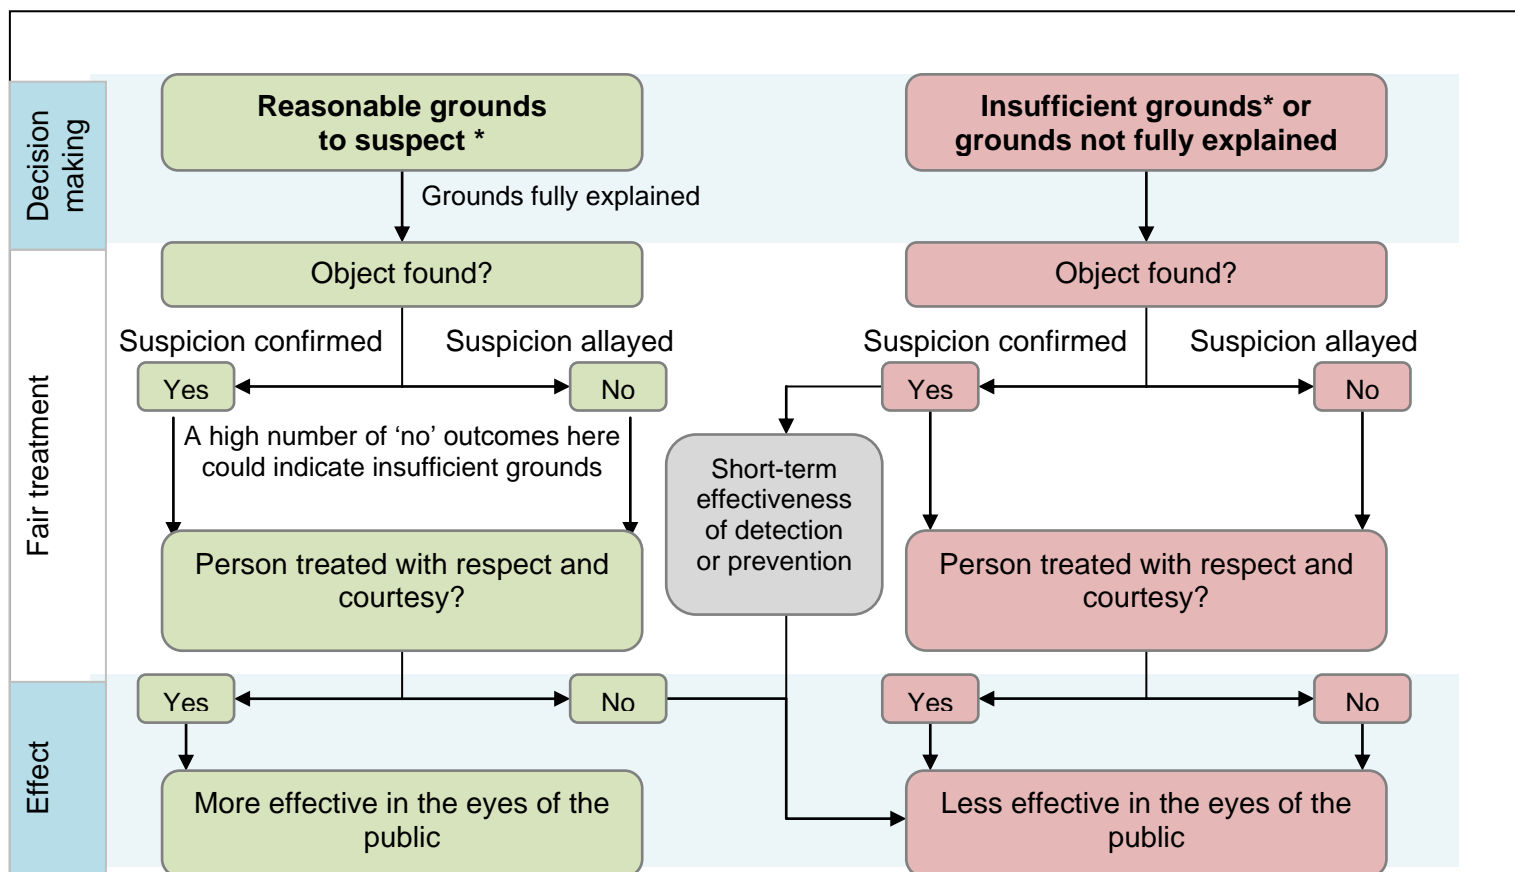 Decision
making
Reasonable grounds
to suspect *
Insufficient grounds* or
grounds not fully explained
Grounds fully explained
Fair treatment
Object found?
Object found?
Suspicion confirmed
Suspicion allayed
Suspicion confirmed
Suspicion allayed
Yes
No
Yes
No
A high number of ‘no’ outcomes here
could indicate insufficient grounds
Short-term
effectiveness
of detection
or prevention
Person treated with respect and
courtesy?
Person treated with respect and
courtesy?
Effect
Yes
No
Yes
No
More effective in the eyes of the
public
Less effective in the eyes of the
public